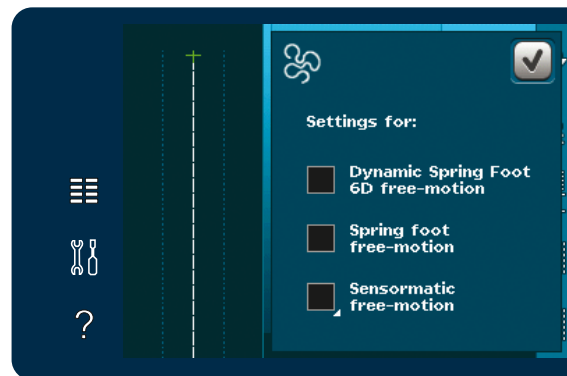 Settings for:
Dynamic Spring Foot
6D free-motion
Spring foot
free-motion
Sensormatic
free-motion
?